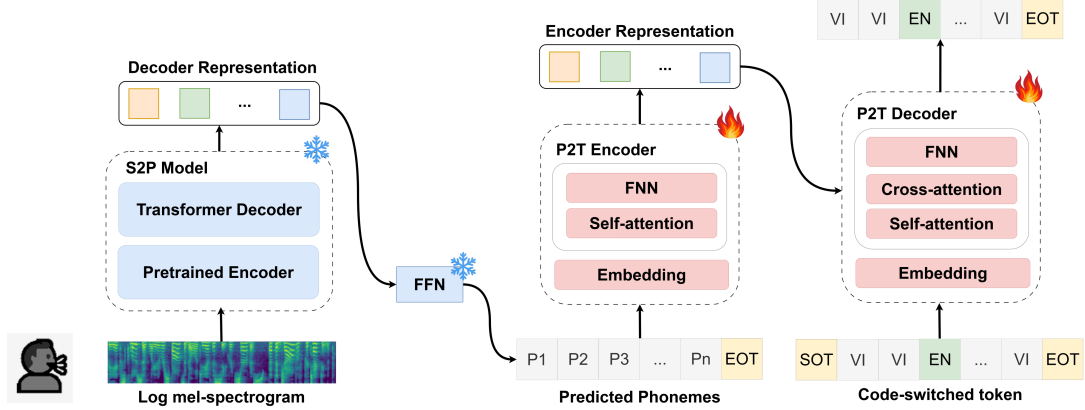 VI VI EN ... VI EOT
Encoder Representation
...
Decoder Representation
...
P2T Decoder
FNN
Cross-attention
Self-attention
Embedding
P2T Encoder
FNN
Self-attention
Embedding
S2P Model
Transformer Decoder
Pretrained Encoder
FFN
P1 P2 P3 ... Pn EOT
SOT VI VI EN ... VI EOT
Log mel-spectrogram
Predicted Phonemes
Code-switched token